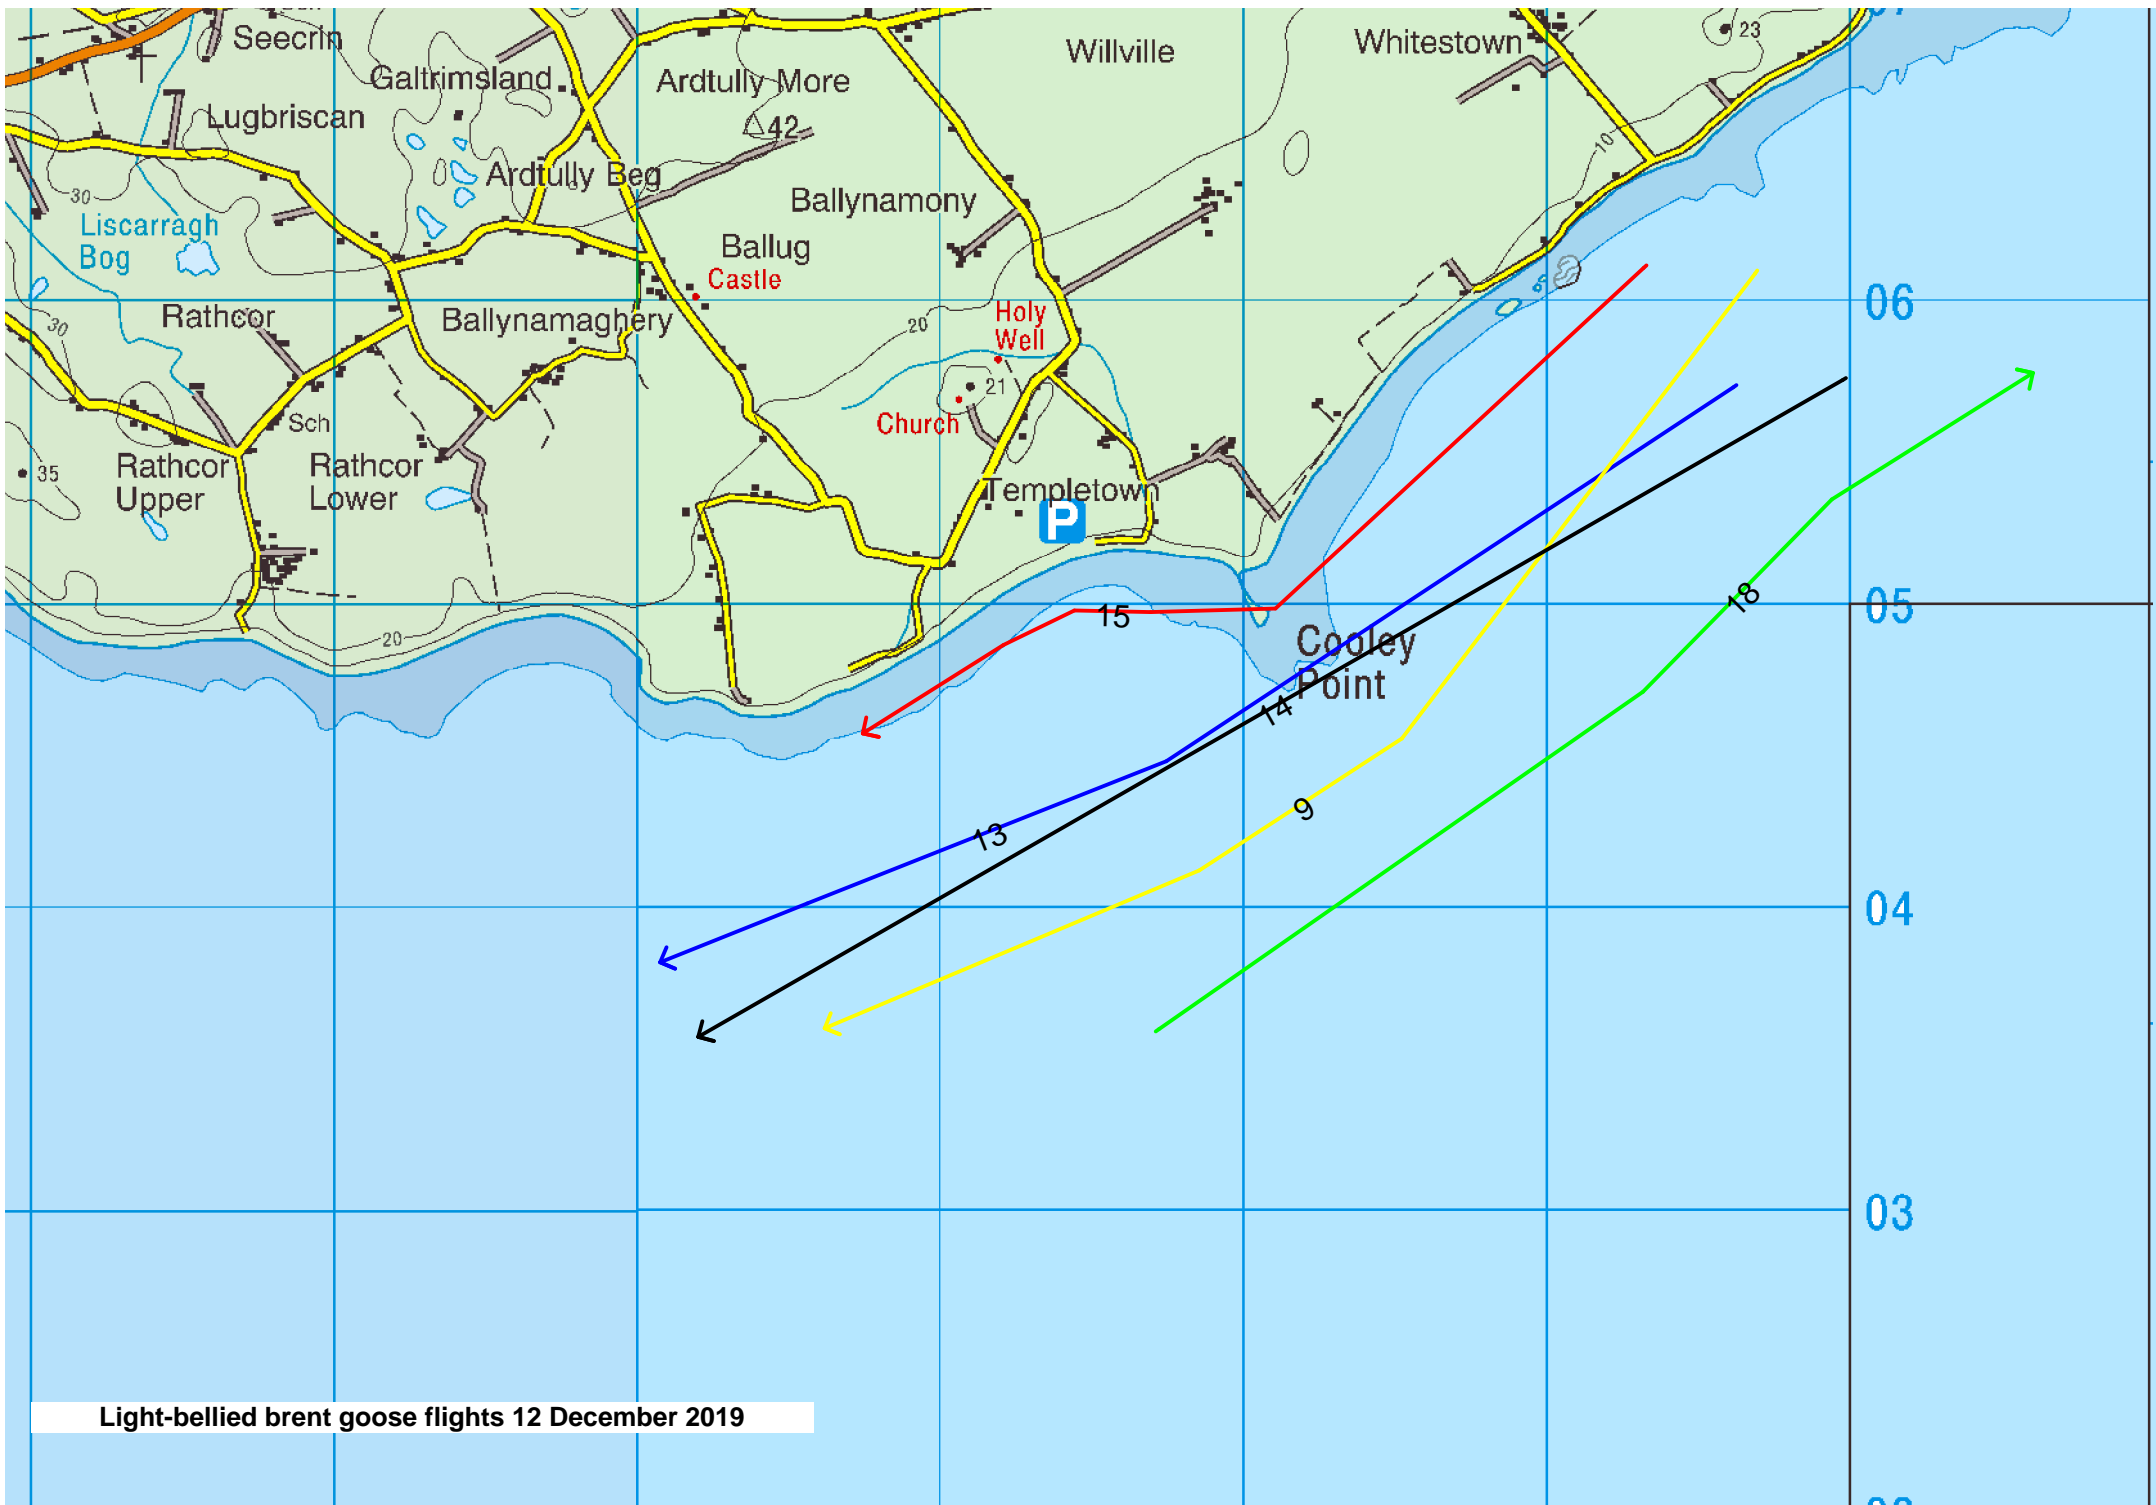 Seecrin
Willville
Whitestown
23
Galtrimsland
Ardtully More
Lugbriscan
42
10
Ardtully Beg
30
Ballynamony
Liscarragh
Bog
Ballug
Castle
06
Rathcor
30
Ballynamaghery
20
Holy
Well
21
Church
Sch
35
Rathcor
Upper
Rathcor
Lower
Templetown
P
18
05
15
20
Cooley
Point
14
9
13
04
03
Light-bellied brent goose flights 12 December 2019